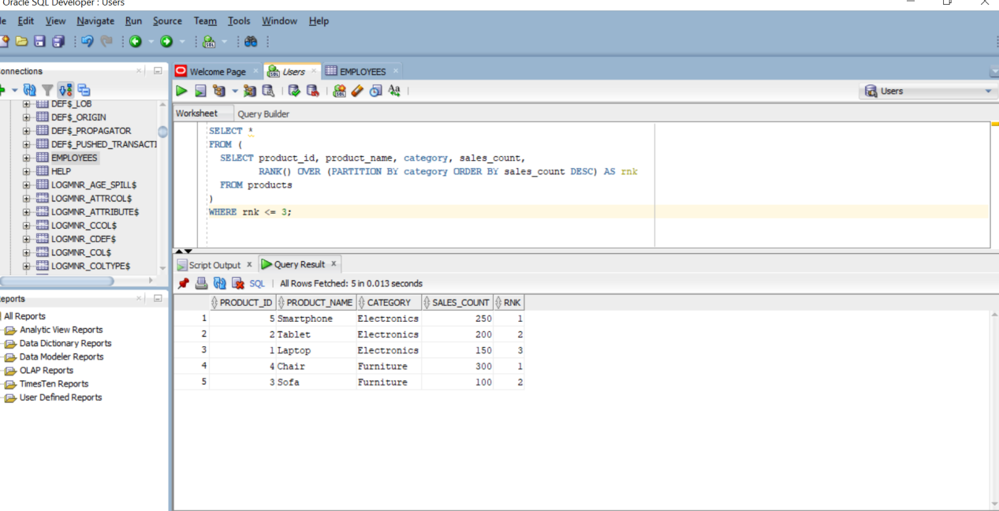 Oracle SQL Developer : Users
le Edit View Navigate Run Source Team Tools Window Help
onnections
DEF$_LOB
DEF$_ORIGIN
DEF$_PROPAGATOR
DEF$_PUSHED_TRANSACTI
EMPLOYEES
HELP
LOGMNR_AGE_SPILL$
LOGMNR_ATTRCOL$
LOGMNR_ATTRIBUTE$
LOGMNR_CCOL$
LOGMNR_CDEF$
LOGMNR_COL$
LOGMNR_COLTYPE$
eports
All Reports
Analytic View Reports
Data Dictionary Reports
Data Modeler Reports
OLAP Reports
TimesTen Reports
User Defined Reports
Welcome Page Users EMPLOYEES
Users
Worksheet Query Builder
SELECT *
FROM (
SELECT product_id, product_name, category, sales_count,
RANK() OVER (PARTITION BY category ORDER BY sales_count DESC) AS rnk
FROM products
)
WHERE rnk <= 3;
Script Output x Query Result x
SQL | All Rows Fetched: 5 in 0.013 seconds
PRODUCT_ID PRODUCT_NAME CATEGORY SALES_COUNT RNK
1 5 Smartphone Electronics 250 1
2 2 Tablet Electronics 200 2
3 1 Laptop Electronics 150 3
4 4 Chair Furniture 300 1
5 3 Sofa Furniture 100 2